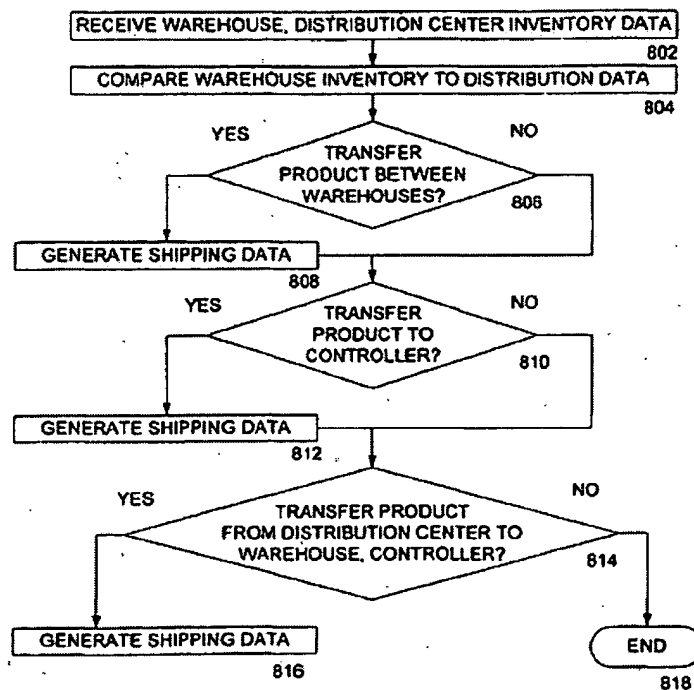 RECEIVE WAREHOUSE, DISTRIBUTION CENTER INVENTORY DATA
802
COMPARE WAREHOUSE INVENTORY TO DISTRIBUTION DATA
804
YES
NO
TRANSFER
PRODUCT BETWEEN
WAREHOUSES?
806
GENERATE SHIPPING DATA
808
YES
NO
TRANSFER
PRODUCT TO
CONTROLLER?
810
GENERATE SHIPPING DATA
812
YES
NO
TRANSFER PRODUCT
FROM DISTRIBUTION CENTER TO
WAREHOUSE, CONTROLLER?
814
GENERATE SHIPPING DATA
816
END
818